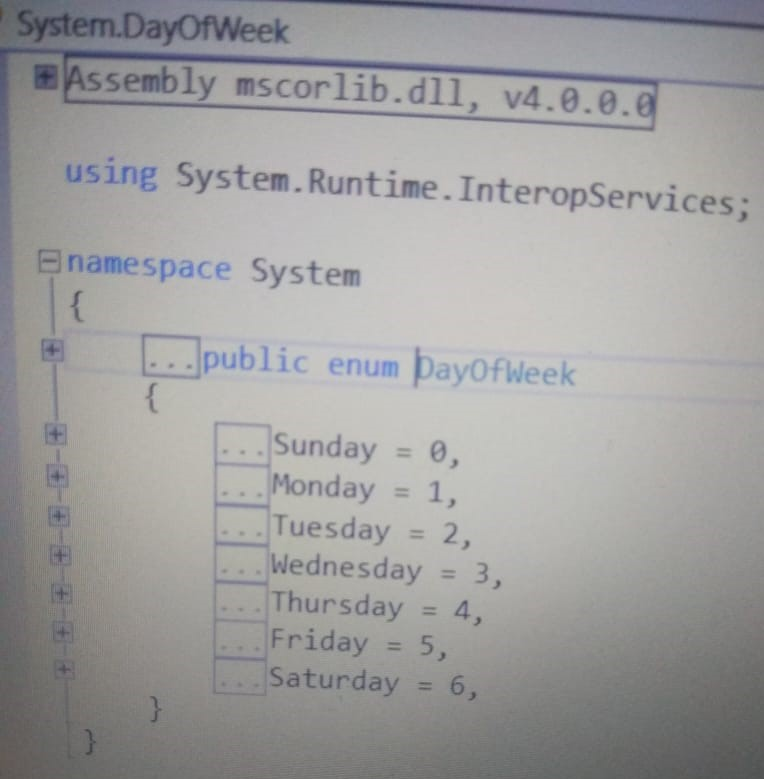 System.DayOfWeek
Assembly mscorlib.dll, v4.0.0.0
using System.Runtime.InteropServices;
namespace System
{
...public enum DayOfWeek
{
...Sunday = 0,
...Monday = 1,
...Tuesday = 2,
...Wednesday = 3,
...Thursday = 4,
...Friday = 5,
...Saturday = 6,
}
}